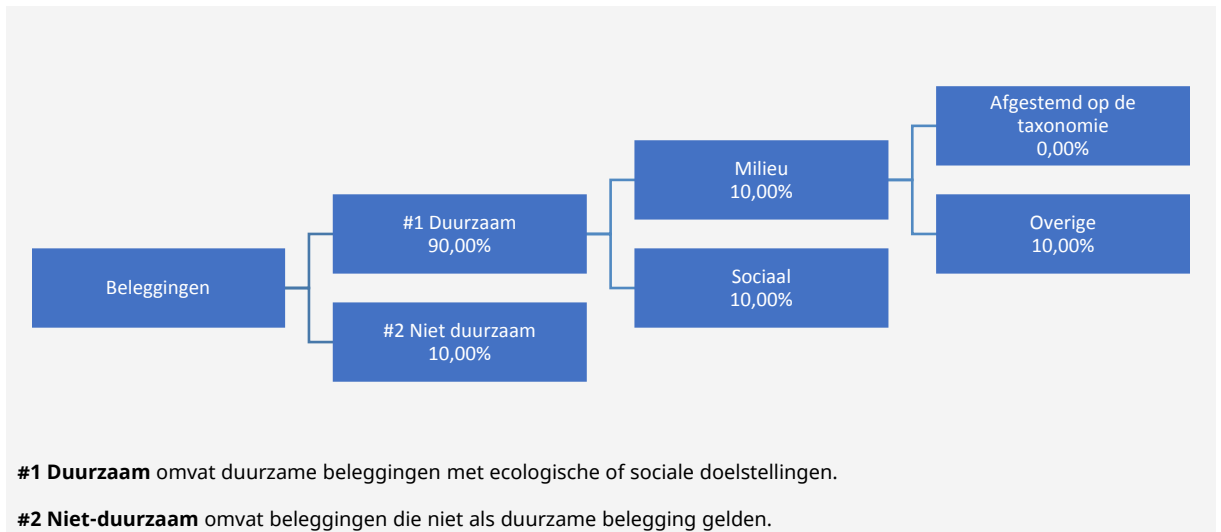 Beleggingen
#1 Duurzaam
90,00%
#2 Niet duurzaam
10,00%
Milieu
10,00%
Sociaal
10,00%
Afgestemd op de
taxonomie
0,00%
Overige
10,00%
#1 Duurzaam omvat duurzame beleggingen met ecologische of sociale doelstellingen.
#2 Niet-duurzaam omvat beleggingen die niet als duurzame belegging gelden.